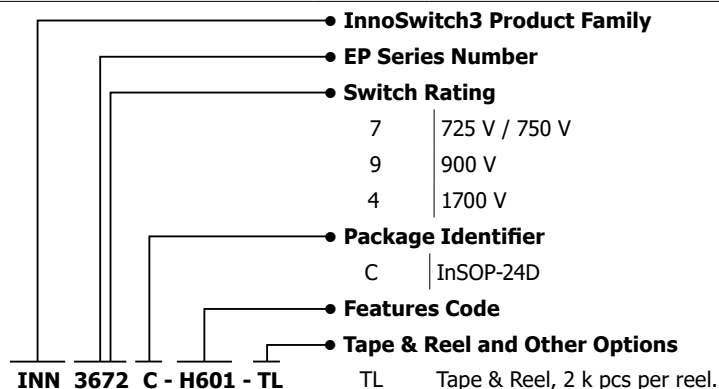 InnoSwitch3 Product Family
EP Series Number
Switch Rating
7 725 V / 750 V
9 900 V
4 1700 V
Package Identifier
C InSOP-24D
Features Code
Tape & Reel and Other Options
INN 3672 C - H601 - TL TL Tape & Reel, 2 k pcs per reel.